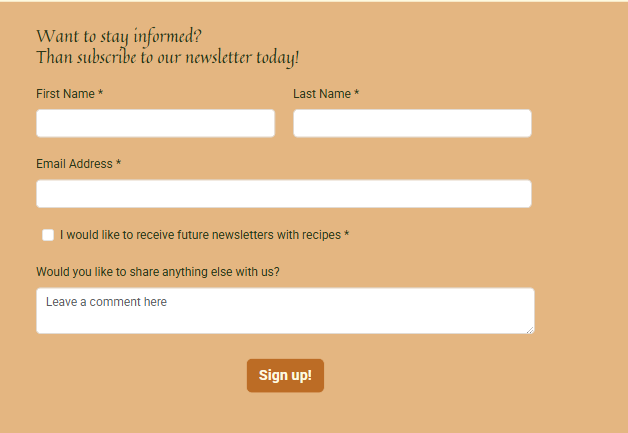 Want to stay informed?
Than subscribe to our newsletter today!
First Name * Last Name *
Email Address *
I would like to receive future newsletters with recipes *
Would you like to share anything else with us?
Leave a comment here
Sign up!